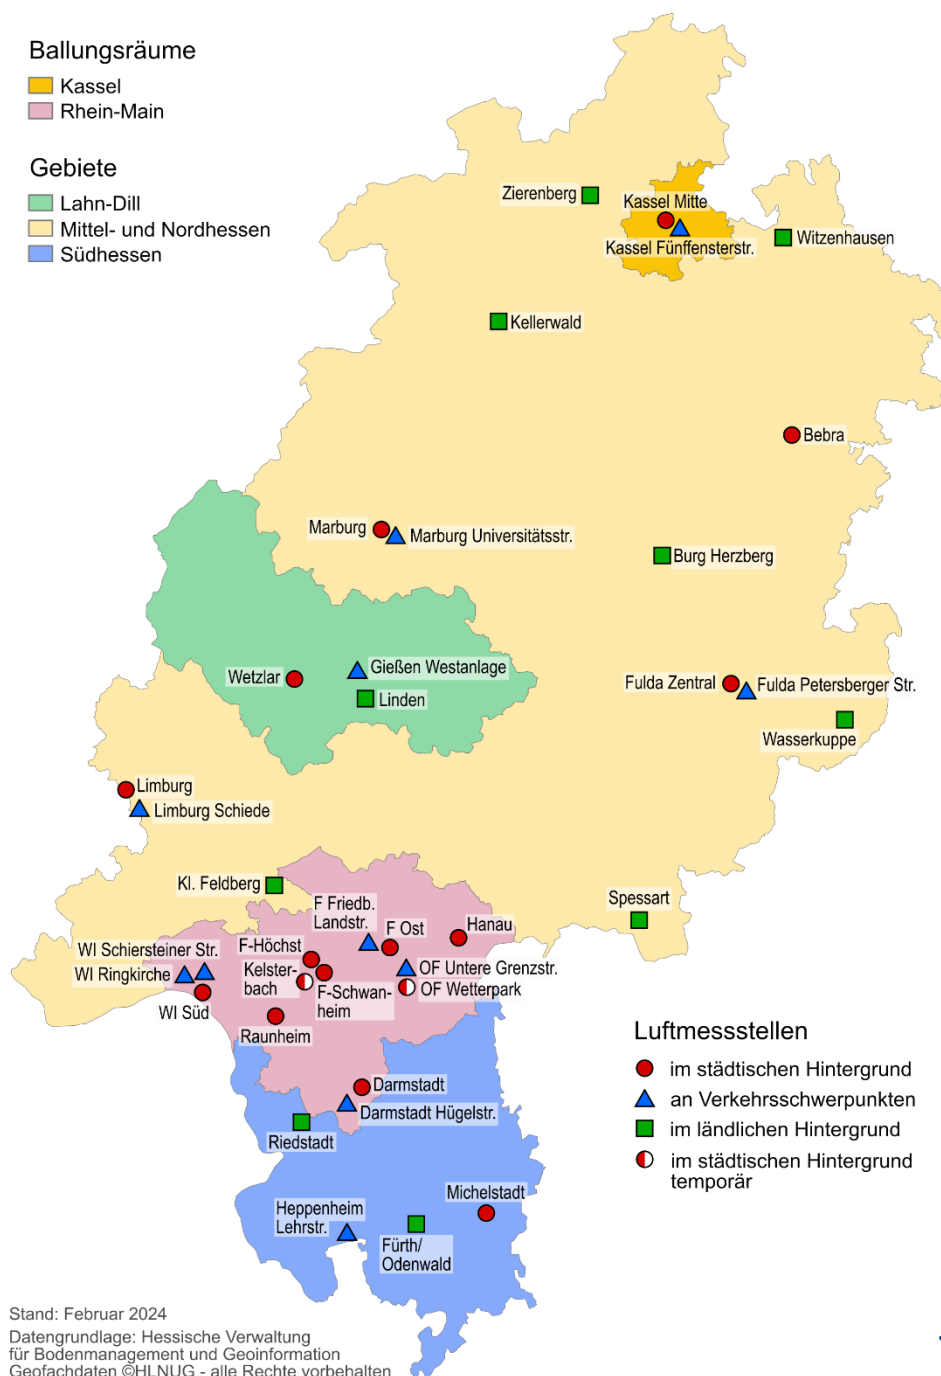 Ballungsräume
Kassel
Rhein-Main
Gebiete
Lahn-Dill
Mittel- und Nordhessen
Südhessen
Zierenberg
Kassel Mitte
Kassel Fünffensterstr.
Witzenhausen
Kellerwald
Bebra
Marburg
Marburg Universitätsstr.
Burg Herzberg
Wetzlar
Gießen Westanlage
Linden
Fulda Zentral
Fulda Petersberger Str.
Wasserkuppe
Limburg
Limburg Schiede
Kl. Feldberg
F Friedb.
Landstr.
F Ost
Hanau
Spessart
WI Schiersteiner Str.
WI Ringkirche
WI Süd
F-Höchst
Kelster-
bach
F-Schwan-
heim
OF Untere Grenzstr.
OF Wetterpark
Raunheim
Darmstadt
Darmstadt Hügelstr.
Riedstadt
Michelstadt
Heppenheim
Lehrstr.
Fürth/
Odenwald
Luftmessstellen
im städtischen Hintergrund
an Verkehrsschwerpunkten
im ländlichen Hintergrund
im städtischen Hintergrund
temporär
Stand: Februar 2024
Datengrundlage: Hessische Verwaltung
für Bodenmanagement und Geoinformation
Geofachdaten ©HLNUG - alle Rechte vorbehalten